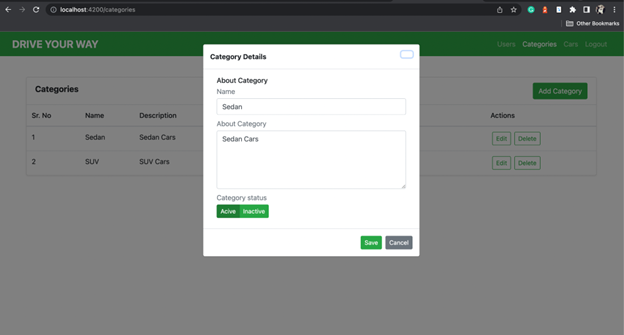 localhost:4200/categories
Other Bookmarks
DRIVE YOUR WAY
Users Categories Cars Logout
Category Details
Categories
Add Category
About Category
Name
Sedan
Sr. No Name Description Actions
About Category
1 Sedan Sedan Cars Edit Delete
Sedan Cars
2 SUV SUV Cars Edit Delete
Category status
Acive Inactive
Save Cancel